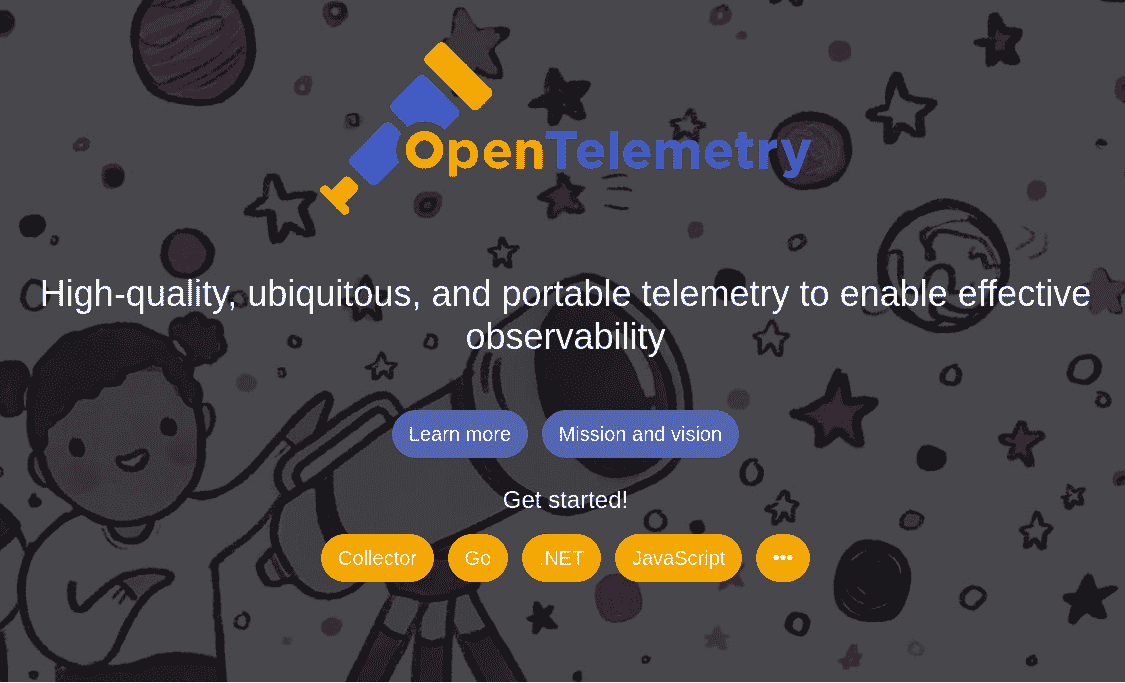 OpenTelemetry
High-quality, ubiquitous, and portable telemetry to enable effective
observability
Learn more Mission and vision
Get started!
Collector Go .NET JavaScript •••